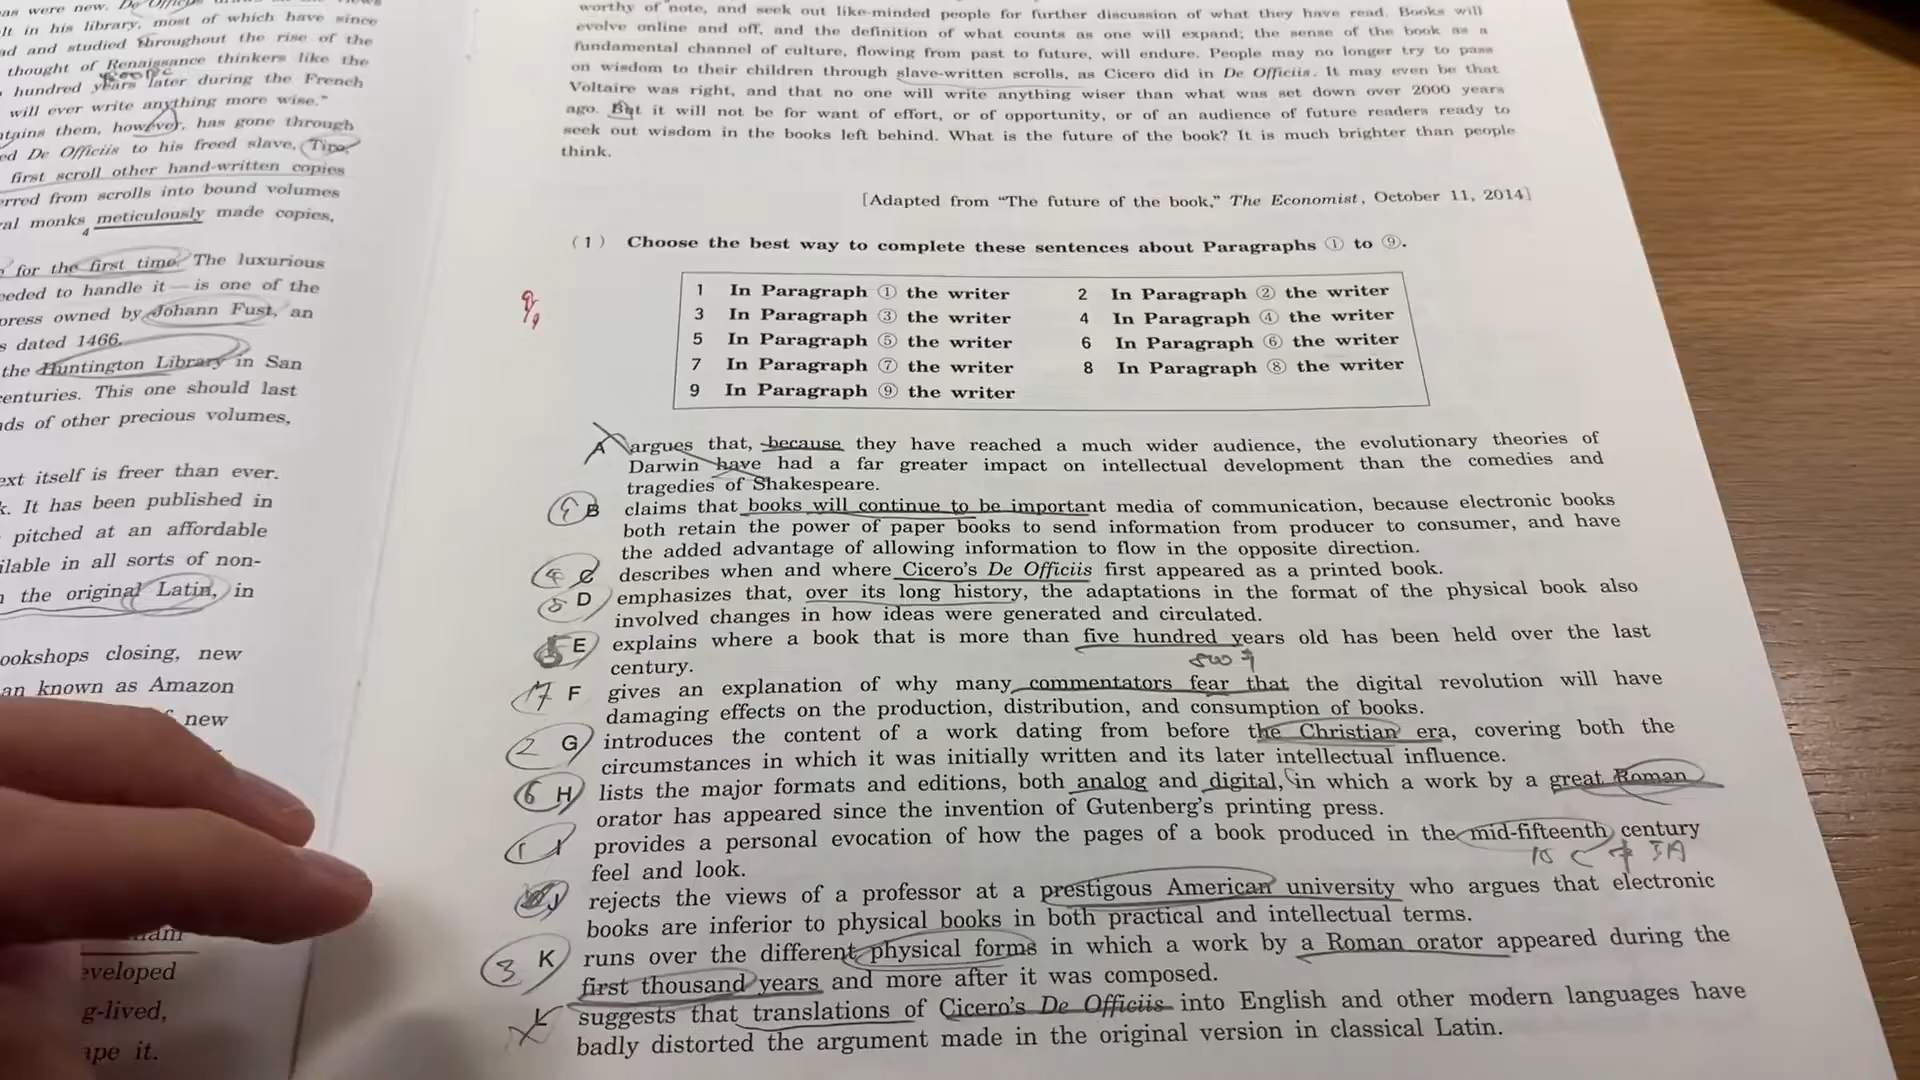 as were new. De Officiis
lt in his library, most of which have since
ad and studied throughout the rise of the
thought of Renaissance thinkers like the
hundred years later during the French
will ever write anything more wise."
ntains them, however, has gone through
ed De Officiis to his freed slave, Tiro,
first scroll other hand-written copies
erred from scrolls into bound volumes
al monks meticulously made copies,
4
for the first time. The luxurious
eeded to handle it — is one of the
press owned by Johann Fust, an
s dated 1466.
the Huntington Library in San
enturies. This one should last
ds of other precious volumes,
ext itself is freer than ever.
k. It has been published in
pitched at an affordable
ilable in all sorts of non-
n the original Latin, in
ookshops closing, new
an known as Amazon
new
ham
eveloped
g-lived,
ape it.
worthy of note, and seek out like-minded people for further discussion of what they have read. Books will
evolve online and off, and the definition of what counts as one will expand; the sense of the book as a
fundamental channel of culture, flowing from past to future, will endure. People may no longer try to pass
on wisdom to their children through slave-written scrolls, as Cicero did in De Officiis. It may even be that
Voltaire was right, and that no one will write anything wiser than what was set down over 2000 years
ago. But it will not be for want of effort, or of opportunity, or of an audience of future readers ready to
seek out wisdom in the books left behind. What is the future of the book? It is much brighter than people
think.
[Adapted from "The future of the book," The Economist, October 11, 2014]
(1) Choose the best way to complete these sentences about Paragraphs ① to ⑨.
1 In Paragraph ① the writer 2 In Paragraph ② the writer
3 In Paragraph ③ the writer 4 In Paragraph ④ the writer
5 In Paragraph ⑤ the writer 6 In Paragraph ⑥ the writer
7 In Paragraph ⑦ the writer 8 In Paragraph ⑧ the writer
9 In Paragraph ⑨ the writer
A argues that, because they have reached a much wider audience, the evolutionary theories of
Darwin have had a far greater impact on intellectual development than the comedies and
tragedies of Shakespeare.
9 B claims that books will continue to be important media of communication, because electronic books
both retain the power of paper books to send information from producer to consumer, and have
the added advantage of allowing information to flow in the opposite direction.
4 C describes when and where Cicero's De Officiis first appeared as a printed book.
D emphasizes that, over its long history, the adaptations in the format of the physical book also
involved changes in how ideas were generated and circulated.
5 E explains where a book that is more than five hundred years old has been held over the last
500年
century.
7 F gives an explanation of why many commentators fear that the digital revolution will have
damaging effects on the production, distribution, and consumption of books.
2 G introduces the content of a work dating from before the Christian era, covering both the
circumstances in which it was initially written and its later intellectual influence.
6 H lists the major formats and editions, both analog and digital, in which a work by a great Roman
orator has appeared since the invention of Gutenberg's printing press.
1 I provides a personal evocation of how the pages of a book produced in the mid-fifteenth century
15 C
feel and look.
J rejects the views of a professor at a prestigious American university who argues that electronic
books are inferior to physical books in both practical and intellectual terms.
3 K runs over the different physical forms in which a work by a Roman orator appeared during the
first thousand years and more after it was composed.
L suggests that translations of Cicero's De Officiis into English and other modern languages have
badly distorted the argument made in the original version in classical Latin.